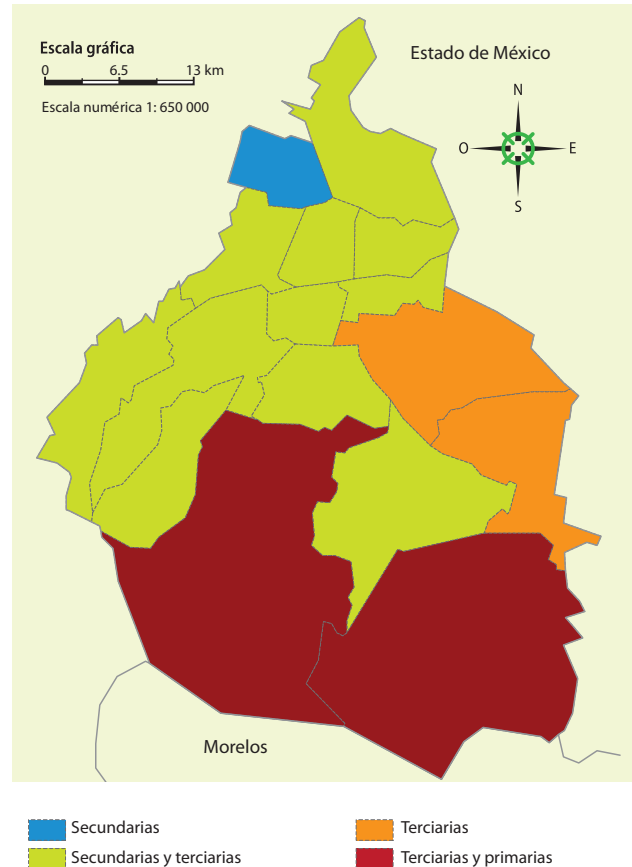 Escala gráfica
0 6.5 13 km
Escala numérica 1: 650 000
Estado de México
N
O E
S
Morelos
Secundarias
Terciarias
Secundarias y terciarias
Terciarias y primarias